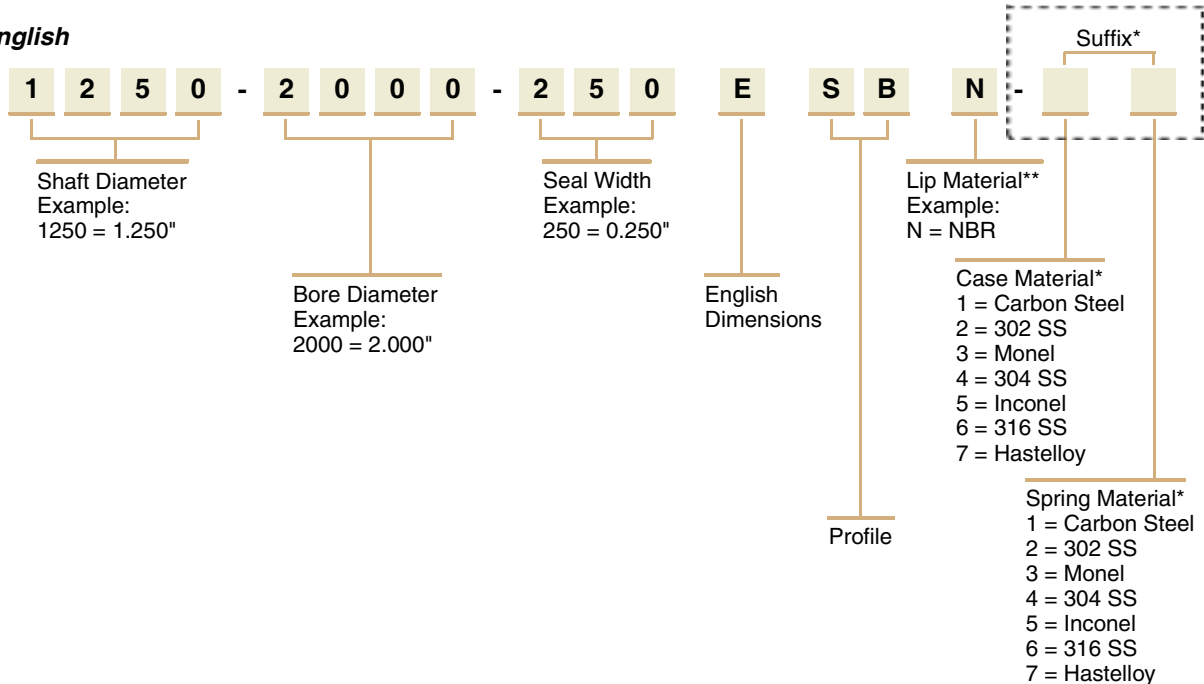 nglish
Suffix*
1 2 5 0 - 2 0 0 0 - 2 5 0 E S B N -
Shaft Diameter
Example:
1250 = 1.250"
Bore Diameter
Example:
2000 = 2.000"
Seal Width
Example:
250 = 0.250"
English
Dimensions
Profile
Lip Material**
Example:
N = NBR
Case Material*
1 = Carbon Steel
2 = 302 SS
3 = Monel
4 = 304 SS
5 = Inconel
6 = 316 SS
7 = Hastelloy
Spring Material*
1 = Carbon Steel
2 = 302 SS
3 = Monel
4 = 304 SS
5 = Inconel
6 = 316 SS
7 = Hastelloy